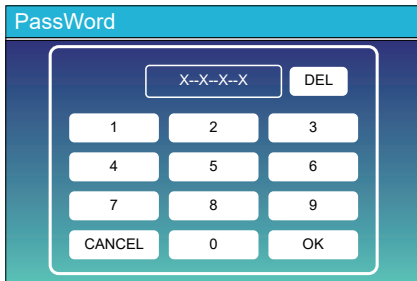 PassWord
X--X--X--X DEL
1 2 3
4 5 6
7 8 9
CANCEL 0 OK